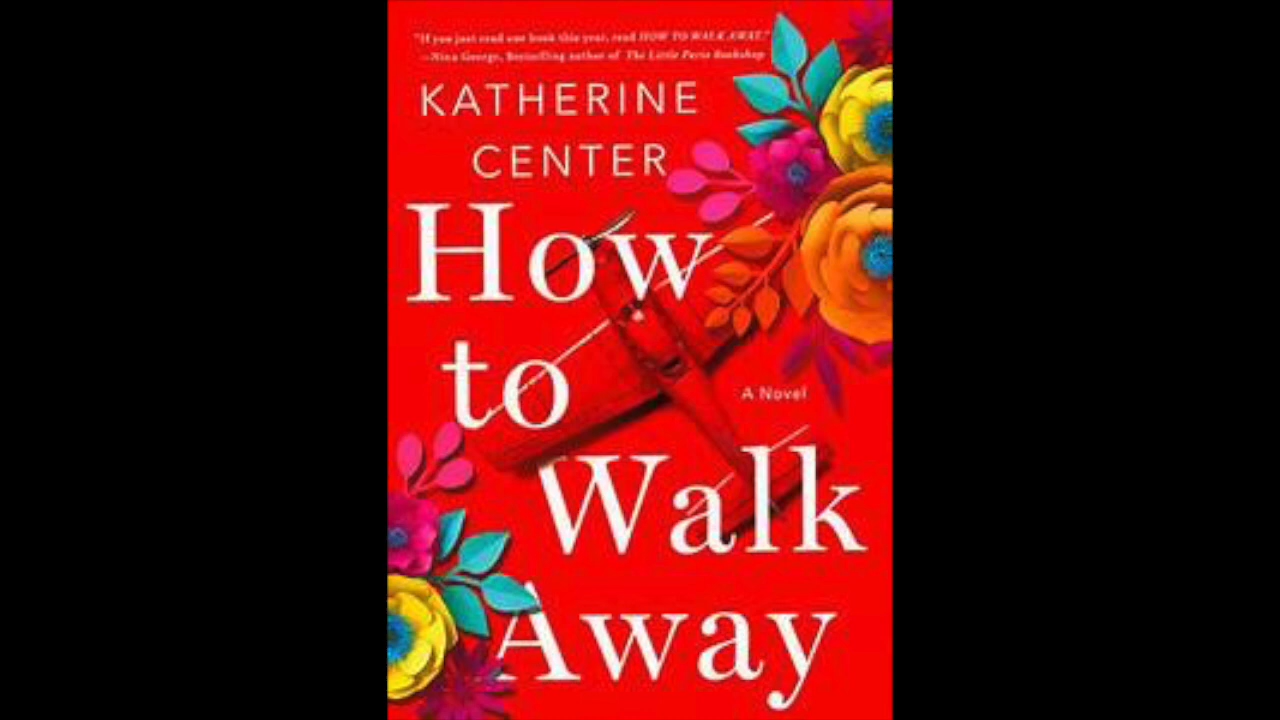 "If you just read one book this year, read HOW TO WALK AWAY."
—Nina George, Bestselling author of The Little Paris Bookshop
KATHERINE
CENTER
How
to
A Novel
Walk
Away